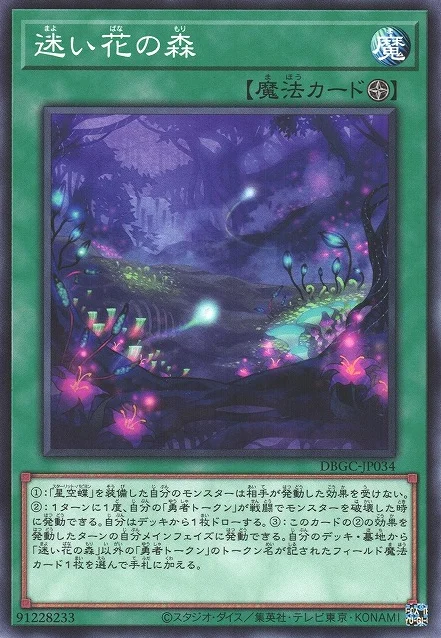 迷い花の森
魔
【魔法カード】
DBGC-JP034
①：「星空蝶」を装備した自分のモンスターは相手が発動した効果を受けない。
②：１ターンに１度、自分の「勇者トークン」が戦闘でモンスターを破壊した時
に発動できる。自分はデッキから１枚ドローする。③：このカードの②の効果を
発動したターンの自分メインフェイズに発動できる。自分のデッキ・墓地から
「迷い花の森」以外の「勇者トークン」のトークン名が記されたフィールド魔法
カード１枚を選んで手札に加える。
91228233
©スタジオ・ダイス／集英社・テレビ東京・KONAMI